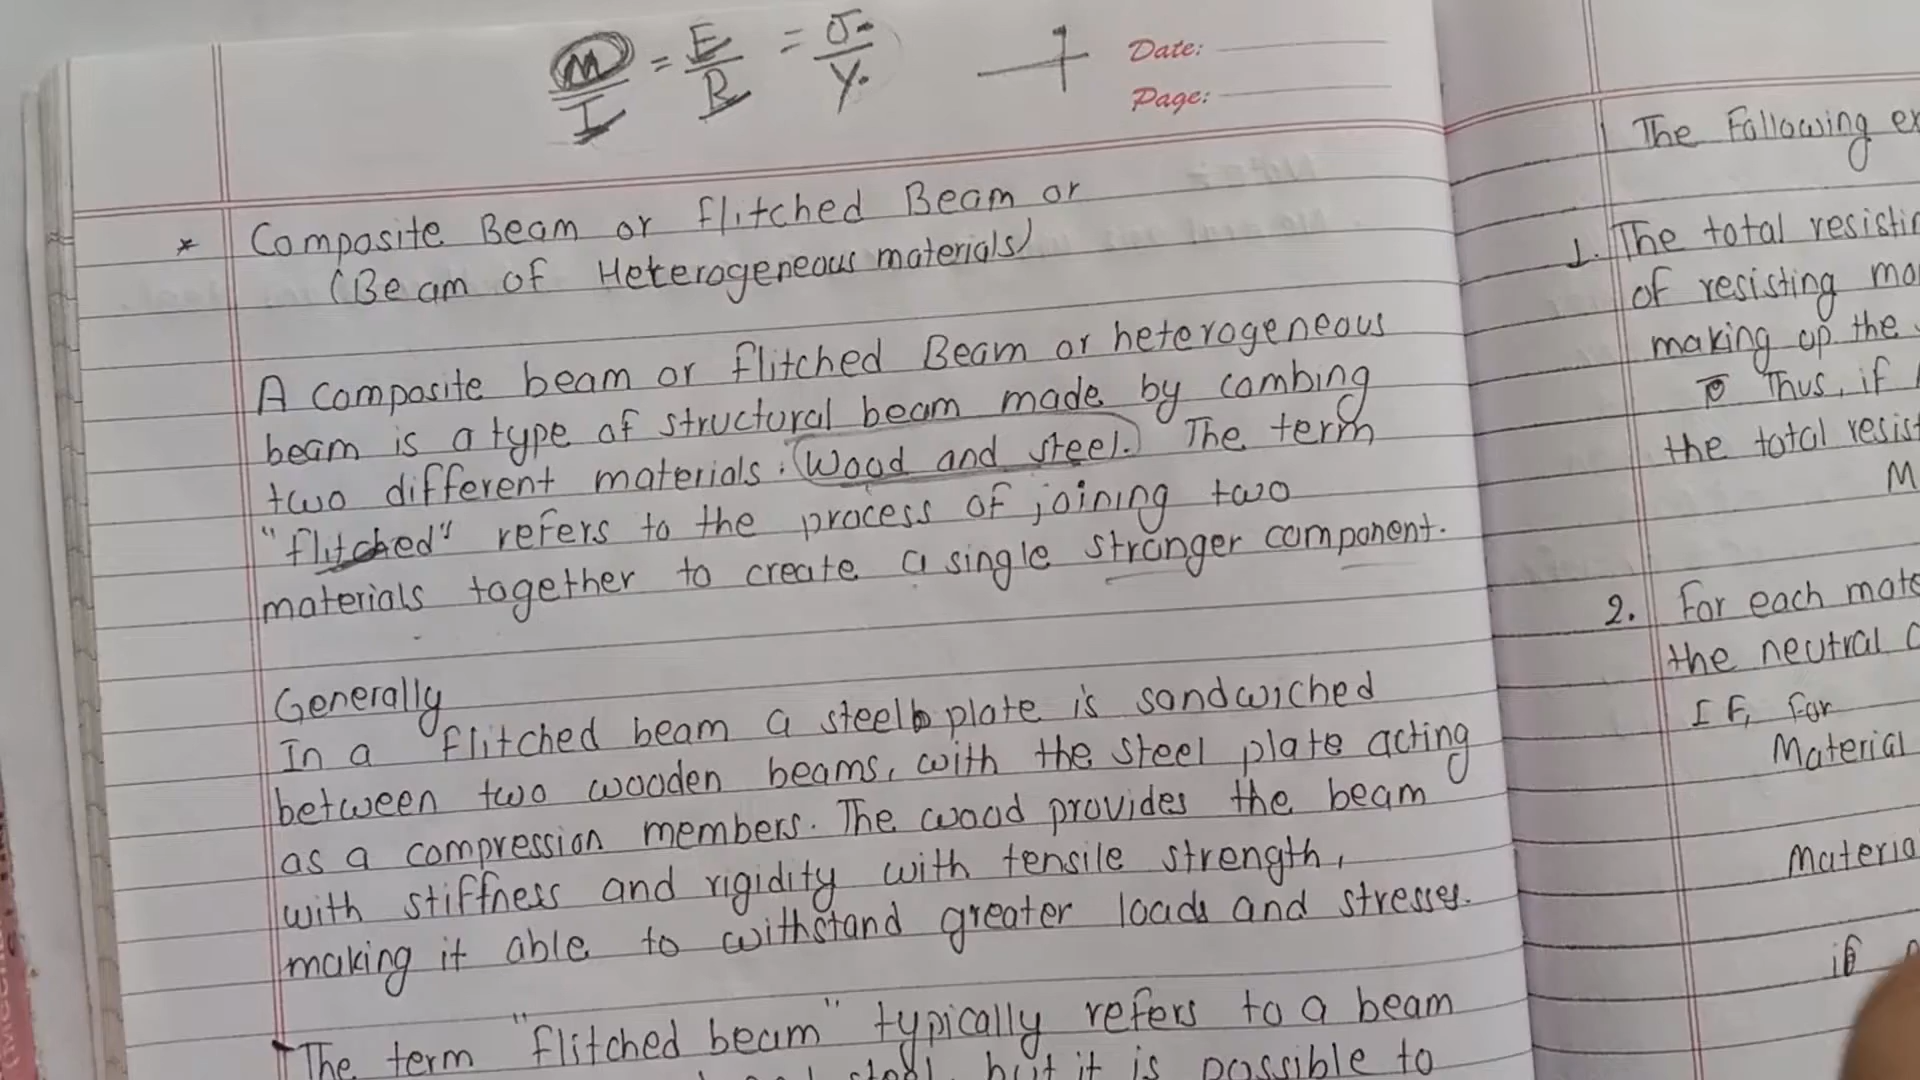 M/I = E/R = σ/y
Date:
Page:
* Composite Beam or flitched Beam or
(Beam of Heterogeneous materials)
A composite beam or flitched Beam or heterogeneous
beam is a type of structural beam made by combing
two different materials. Wood and steel. The term
"flitched" refers to the process of joining two
materials together to create a single stronger component.
Generally
In a flitched beam a steel plate is sandwiched
between two wooden beams, with the steel plate acting
as a compression members. The wood provides the beam
with stiffness and rigidity with tensile strength,
making it able to withstand greater loads and stresses.
The term "flitched beam" typically refers to a beam
but it is possible to
The Following
1. The total
of resisting
making up the
Thus, if
the total
M
2. For each
the neutral
If, For
Material
if